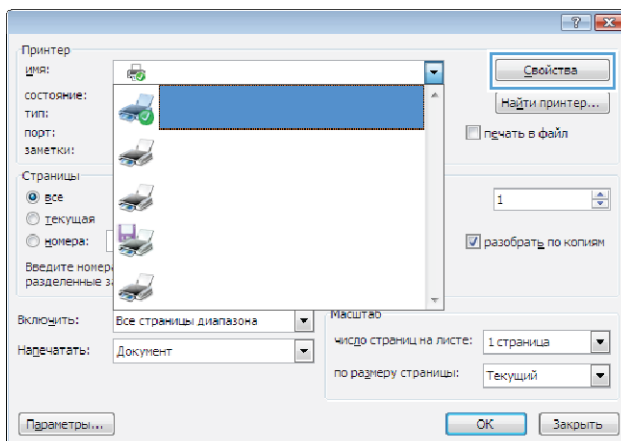 Принтер
имя:
Свойства
состояние:
Найти принтер...
тип:
порт:
печать в файл
заметки:
Страницы
все
1
текущая
номера:
разобрать по копиям
Введите
разделенные
Включить:
Все страницы диапазона
Масштаб
число страниц на листе:
1 страница
Напечатать:
Документ
по размеру страницы:
Текущий
Параметры...
ОК
Закрыть